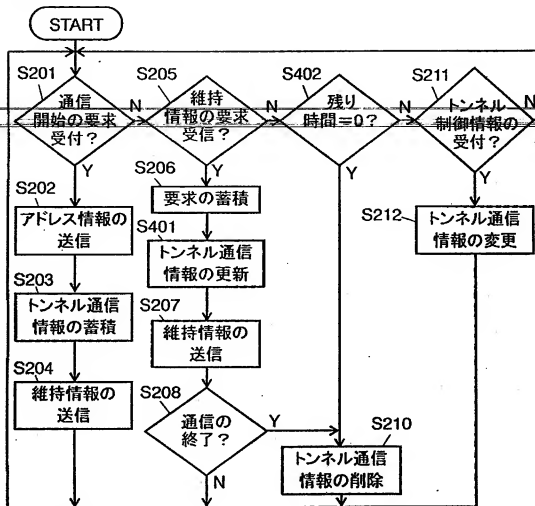 START
S201
通信
開始の要求
受付？
N
Y
S205
維持
情報の要求
受信？
N
Y
S402
残り
時間＝0？
N
Y
S211
トンネル
制御情報の
受付？
N
Y
S202
アドレス情報の
送信
S203
トンネル通信
情報の蓄積
S204
維持情報の
送信
S206
要求の蓄積
S401
トンネル通信
情報の更新
S207
維持情報の
送信
S208
通信の
終了？
Y
N
S210
トンネル通信
情報の削除
S212
トンネル通信
情報の変更